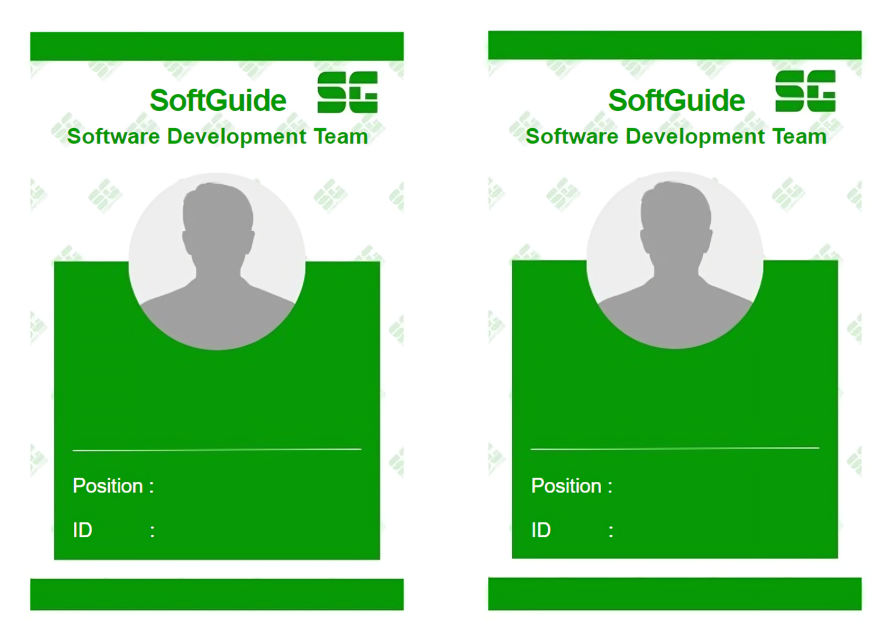 SoftGuide SG
Software Development Team
Position :
ID :
SoftGuide SG
Software Development Team
Position :
ID :